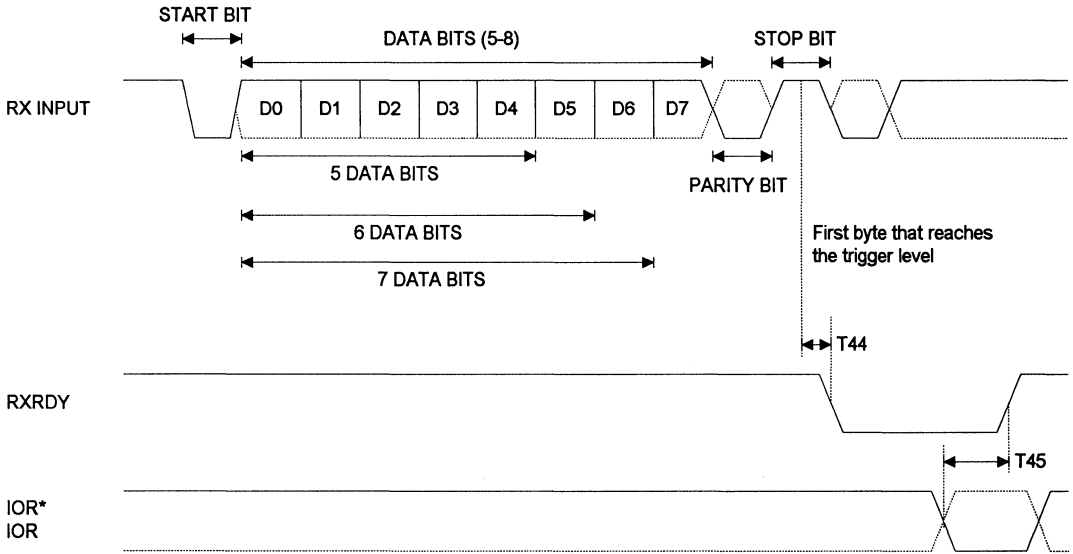 START BIT
DATA BITS (5-8)
STOP BIT
RX INPUT
D0 D1 D2 D3 D4 D5 D6 D7
5 DATA BITS
PARITY BIT
6 DATA BITS
First byte that reaches
the trigger level
7 DATA BITS
T44
RXRDY
T45
IOR*
IOR